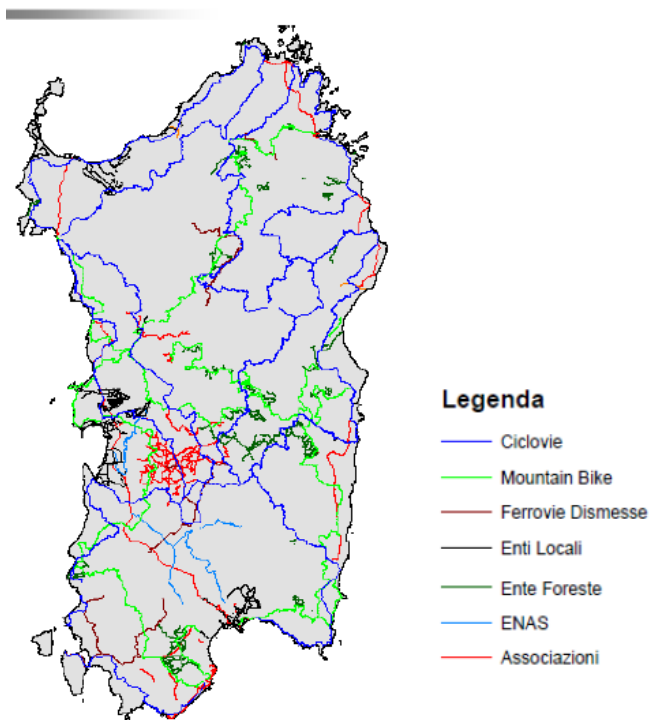 Legenda
Ciclovie
Mountain Bike
Ferrovie Dismesse
Enti Locali
Ente Foreste
ENAS
Associazioni